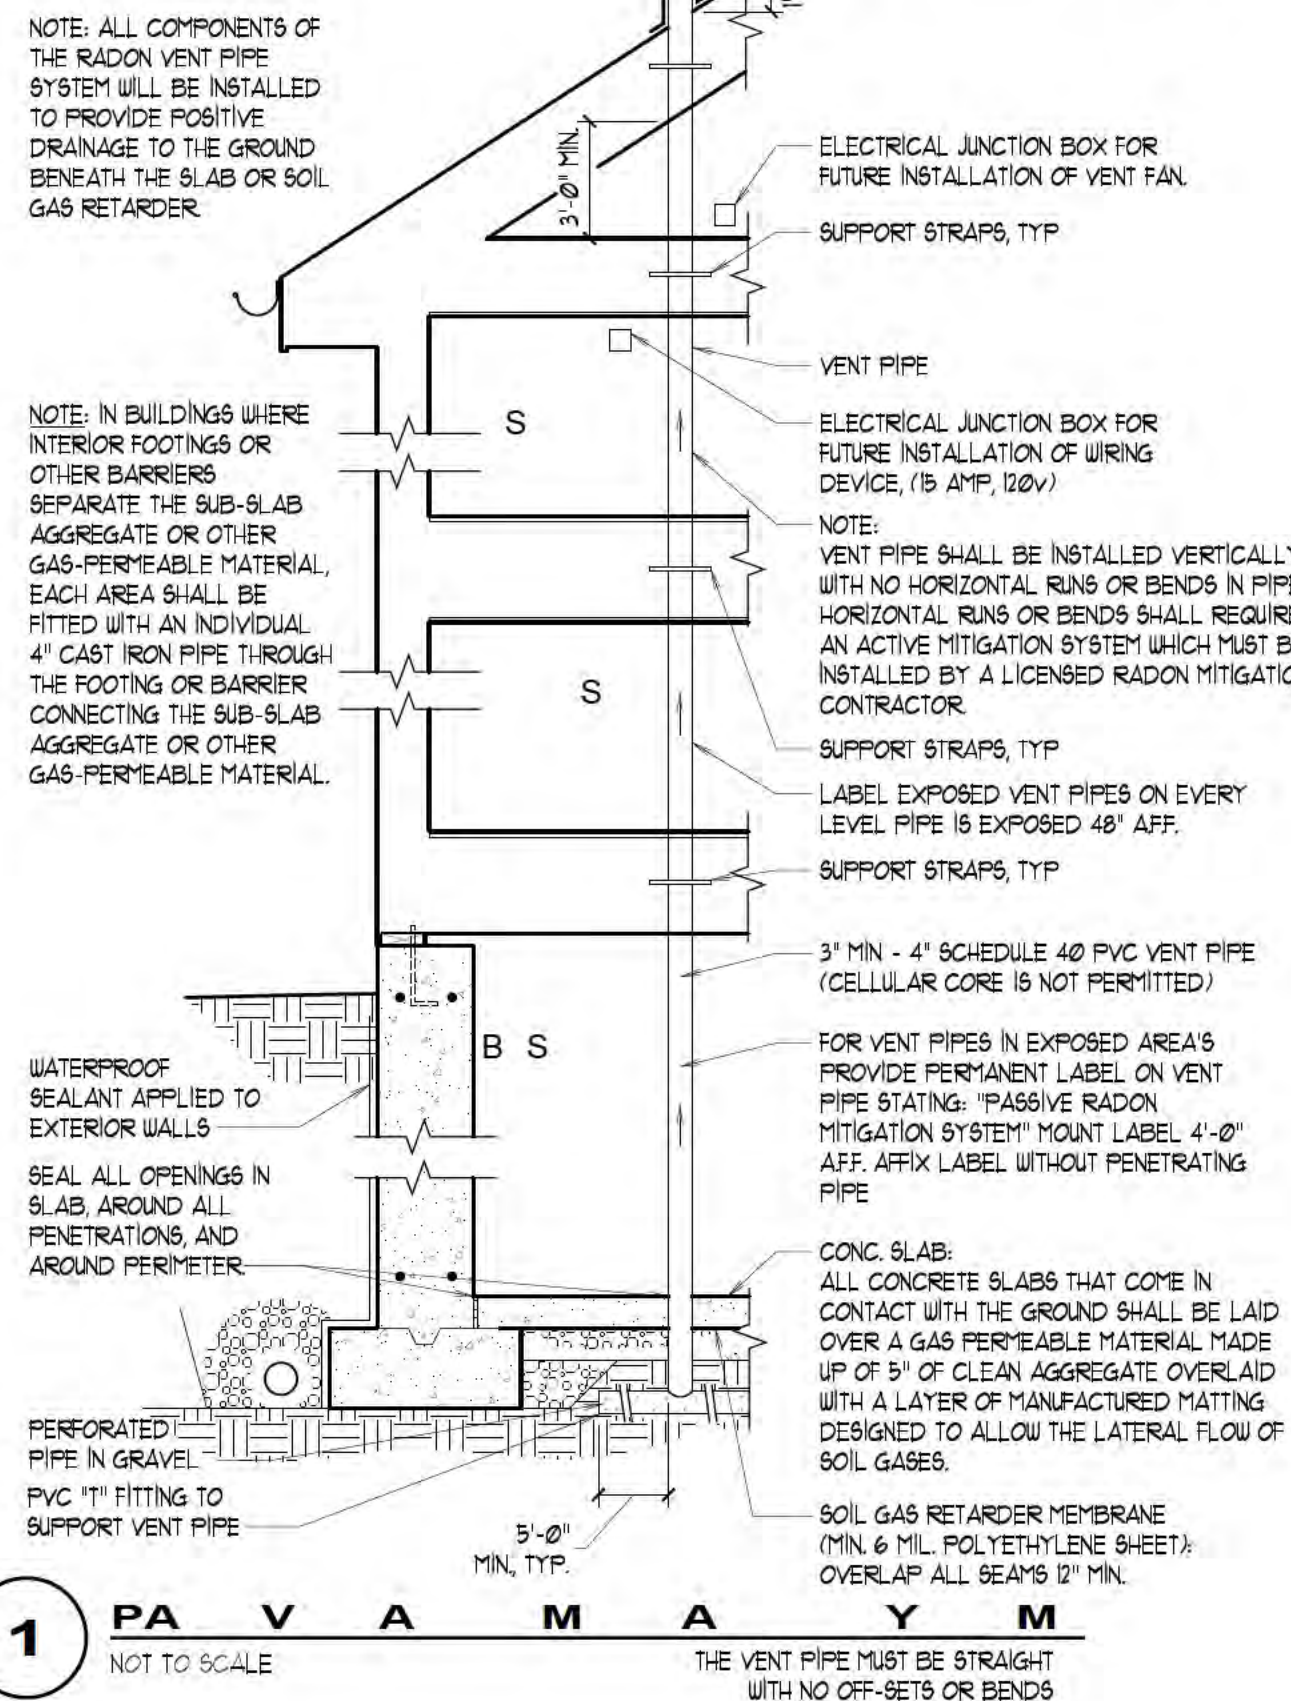 NOTE: ALL COMPONENTS OF
THE RADON VENT PIPE
SYSTEM WILL BE INSTALLED
TO PROVIDE POSITIVE
DRAINAGE TO THE GROUND
BENEATH THE SLAB OR SOIL
GAS RETARDER
3'-0" MIN.
ELECTRICAL JUNCTION BOX FOR
FUTURE INSTALLATION OF VENT FAN.
SUPPORT STRAPS, TYP
VENT PIPE
ELECTRICAL JUNCTION BOX FOR
FUTURE INSTALLATION OF WIRING
DEVICE, (15 AMP, 120v)
NOTE: IN BUILDINGS WHERE
INTERIOR FOOTINGS OR
OTHER BARRIERS
SEPARATE THE SUB-SLAB
AGGREGATE OR OTHER
GAS-PERMEABLE MATERIAL,
EACH AREA SHALL BE
FITTED WITH AN INDIVIDUAL
4" CAST IRON PIPE THROUGH
THE FOOTING OR BARRIER
CONNECTING THE SUB-SLAB
AGGREGATE OR OTHER
GAS-PERMEABLE MATERIAL.
S
NOTE:
VENT PIPE SHALL BE INSTALLED VERTICALLY
WITH NO HORIZONTAL RUNS OR BENDS IN PIPE
HORIZONTAL RUNS OR BENDS SHALL REQUIRE
AN ACTIVE MITIGATION SYSTEM WHICH MUST B
INSTALLED BY A LICENSED RADON MITIGATIO
CONTRACTOR
S
SUPPORT STRAPS, TYP
LABEL EXPOSED VENT PIPES ON EVERY
LEVEL PIPE IS EXPOSED 48" A.F.F.
SUPPORT STRAPS, TYP
3" MIN - 4" SCHEDULE 40 PVC VENT PIPE
(CELLULAR CORE IS NOT PERMITTED)
B S
FOR VENT PIPES IN EXPOSED AREA'S
PROVIDE PERMANENT LABEL ON VENT
PIPE STATING: "PASSIVE RADON
MITIGATION SYSTEM" MOUNT LABEL 4'-0"
A.F.F. AFFIX LABEL WITHOUT PENETRATING
PIPE
WATERPROOF
SEALANT APPLIED TO
EXTERIOR WALLS
SEAL ALL OPENINGS IN
SLAB, AROUND ALL
PENETRATIONS, AND
AROUND PERIMETER.
CONC. SLAB:
ALL CONCRETE SLABS THAT COME IN
CONTACT WITH THE GROUND SHALL BE LAID
OVER A GAS PERMEABLE MATERIAL MADE
UP OF 5" OF CLEAN AGGREGATE OVERLAID
WITH A LAYER OF MANUFACTURED MATTING
DESIGNED TO ALLOW THE LATERAL FLOW OF
SOIL GASES.
PERFORATED
PIPE IN GRAVEL
PVC "T" FITTING TO
SUPPORT VENT PIPE
5'-0"
MIN., TYP.
SOIL GAS RETARDER MEMBRANE
(MIN. 6 MIL. POLYETHYLENE SHEET):
OVERLAP ALL SEAMS 12" MIN.
1
PA V A M A Y M
NOT TO SCALE
THE VENT PIPE MUST BE STRAIGHT
WITH NO OFF-SETS OR BENDS